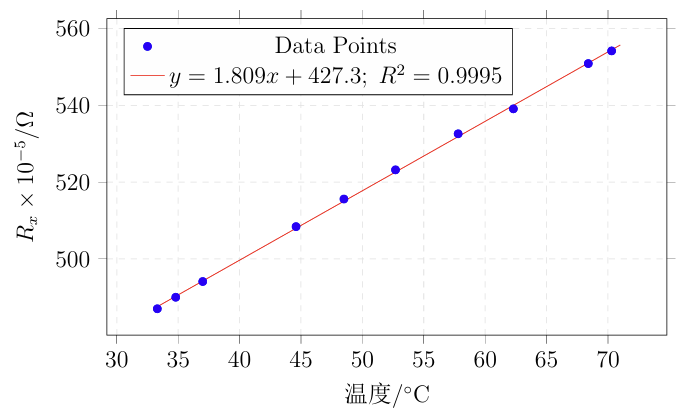 560
540
520
500
R_x × 10^{-5}/Ω
Data Points
y = 1.809x + 427.3; R² = 0.9995
30 35 40 45 50 55 60 65 70
温度/°C